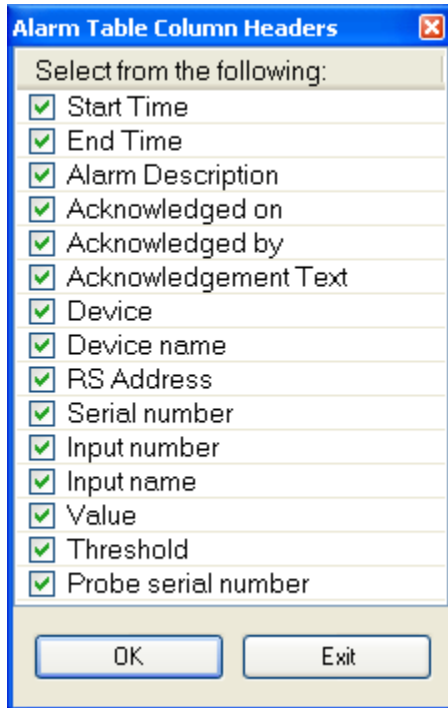 Alarm Table Column Headers
Select from the following:
Start Time
End Time
Alarm Description
Acknowledged on
Acknowledged by
Acknowledgement Text
Device
Device name
RS Address
Serial number
Input number
Input name
Value
Threshold
Probe serial number
OK Exit